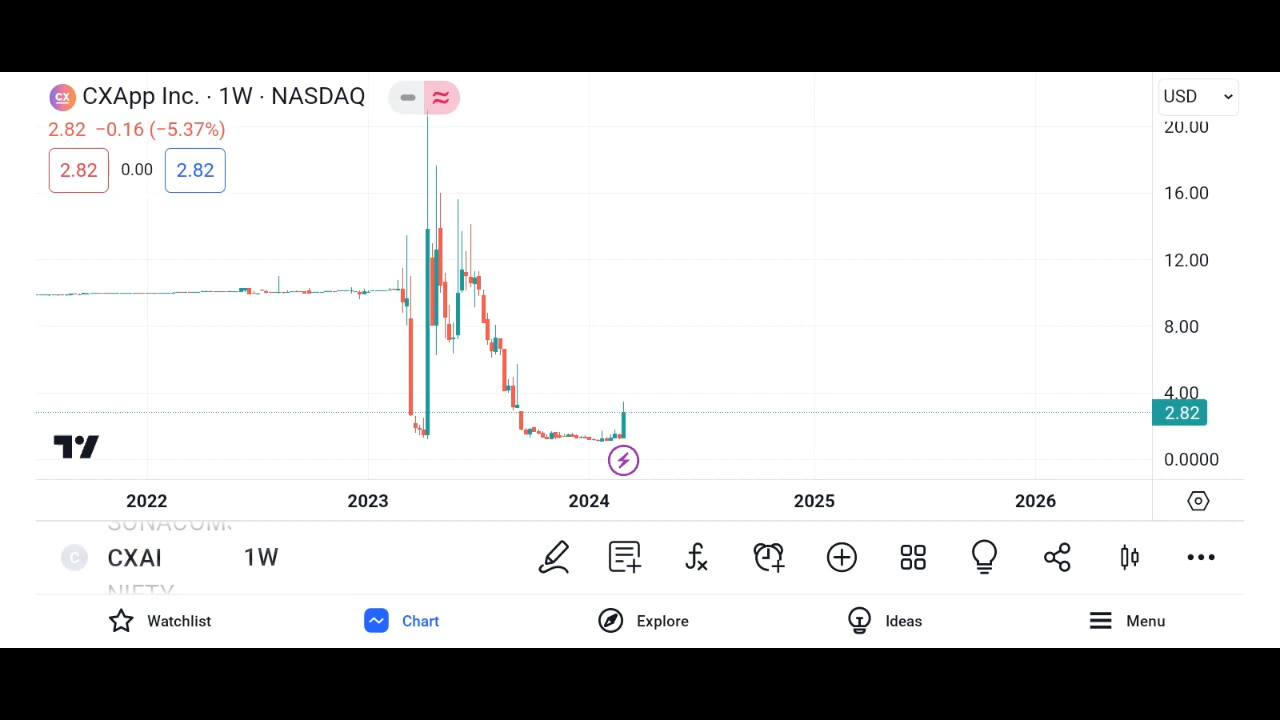 CX CXApp Inc. · 1W · NASDAQ
USD
2.82 −0.16 (−5.37%)
2.82 0.00 2.82
20.00
16.00
12.00
8.00
4.00
2.82
0.0000
2022 2023 2024 2025 2026
C CXAI 1W
NIFTY
Watchlist Chart Explore Ideas Menu